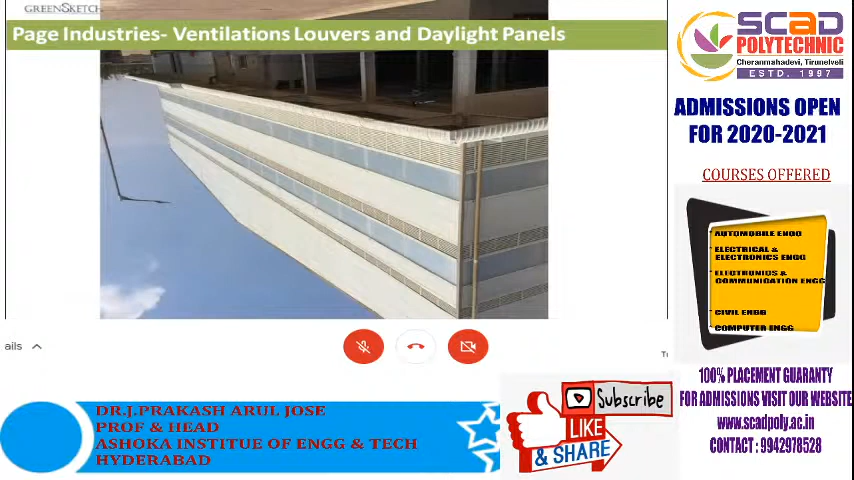 GREENSKETCH
Page Industries- Ventilations Louvers and Daylight Panels
ails
SCAD
POLYTECHNIC
Cheranmahadevi, Tirunelveli
ESTD. 1997
ADMISSIONS OPEN
FOR 2020-2021
COURSES OFFERED
AUTOMOBILE ENGG
ELECTRICAL &
ELECTRONICS ENGG
ELECTRONICS &
COMMUNICATION ENGG
CIVIL ENGG
COMPUTER ENGG
100% PLACEMENT GUARANTY
FOR ADMISSIONS VISIT OUR WEBSITE
www.scadpoly.ac.in
CONTACT : 9942978528
DR.J.PRAKASH ARUL JOSE
PROF & HEAD
ASHOKA INSTITUE OF ENGG & TECH
HYDERABAD
Subscribe
LIKE
& SHARE